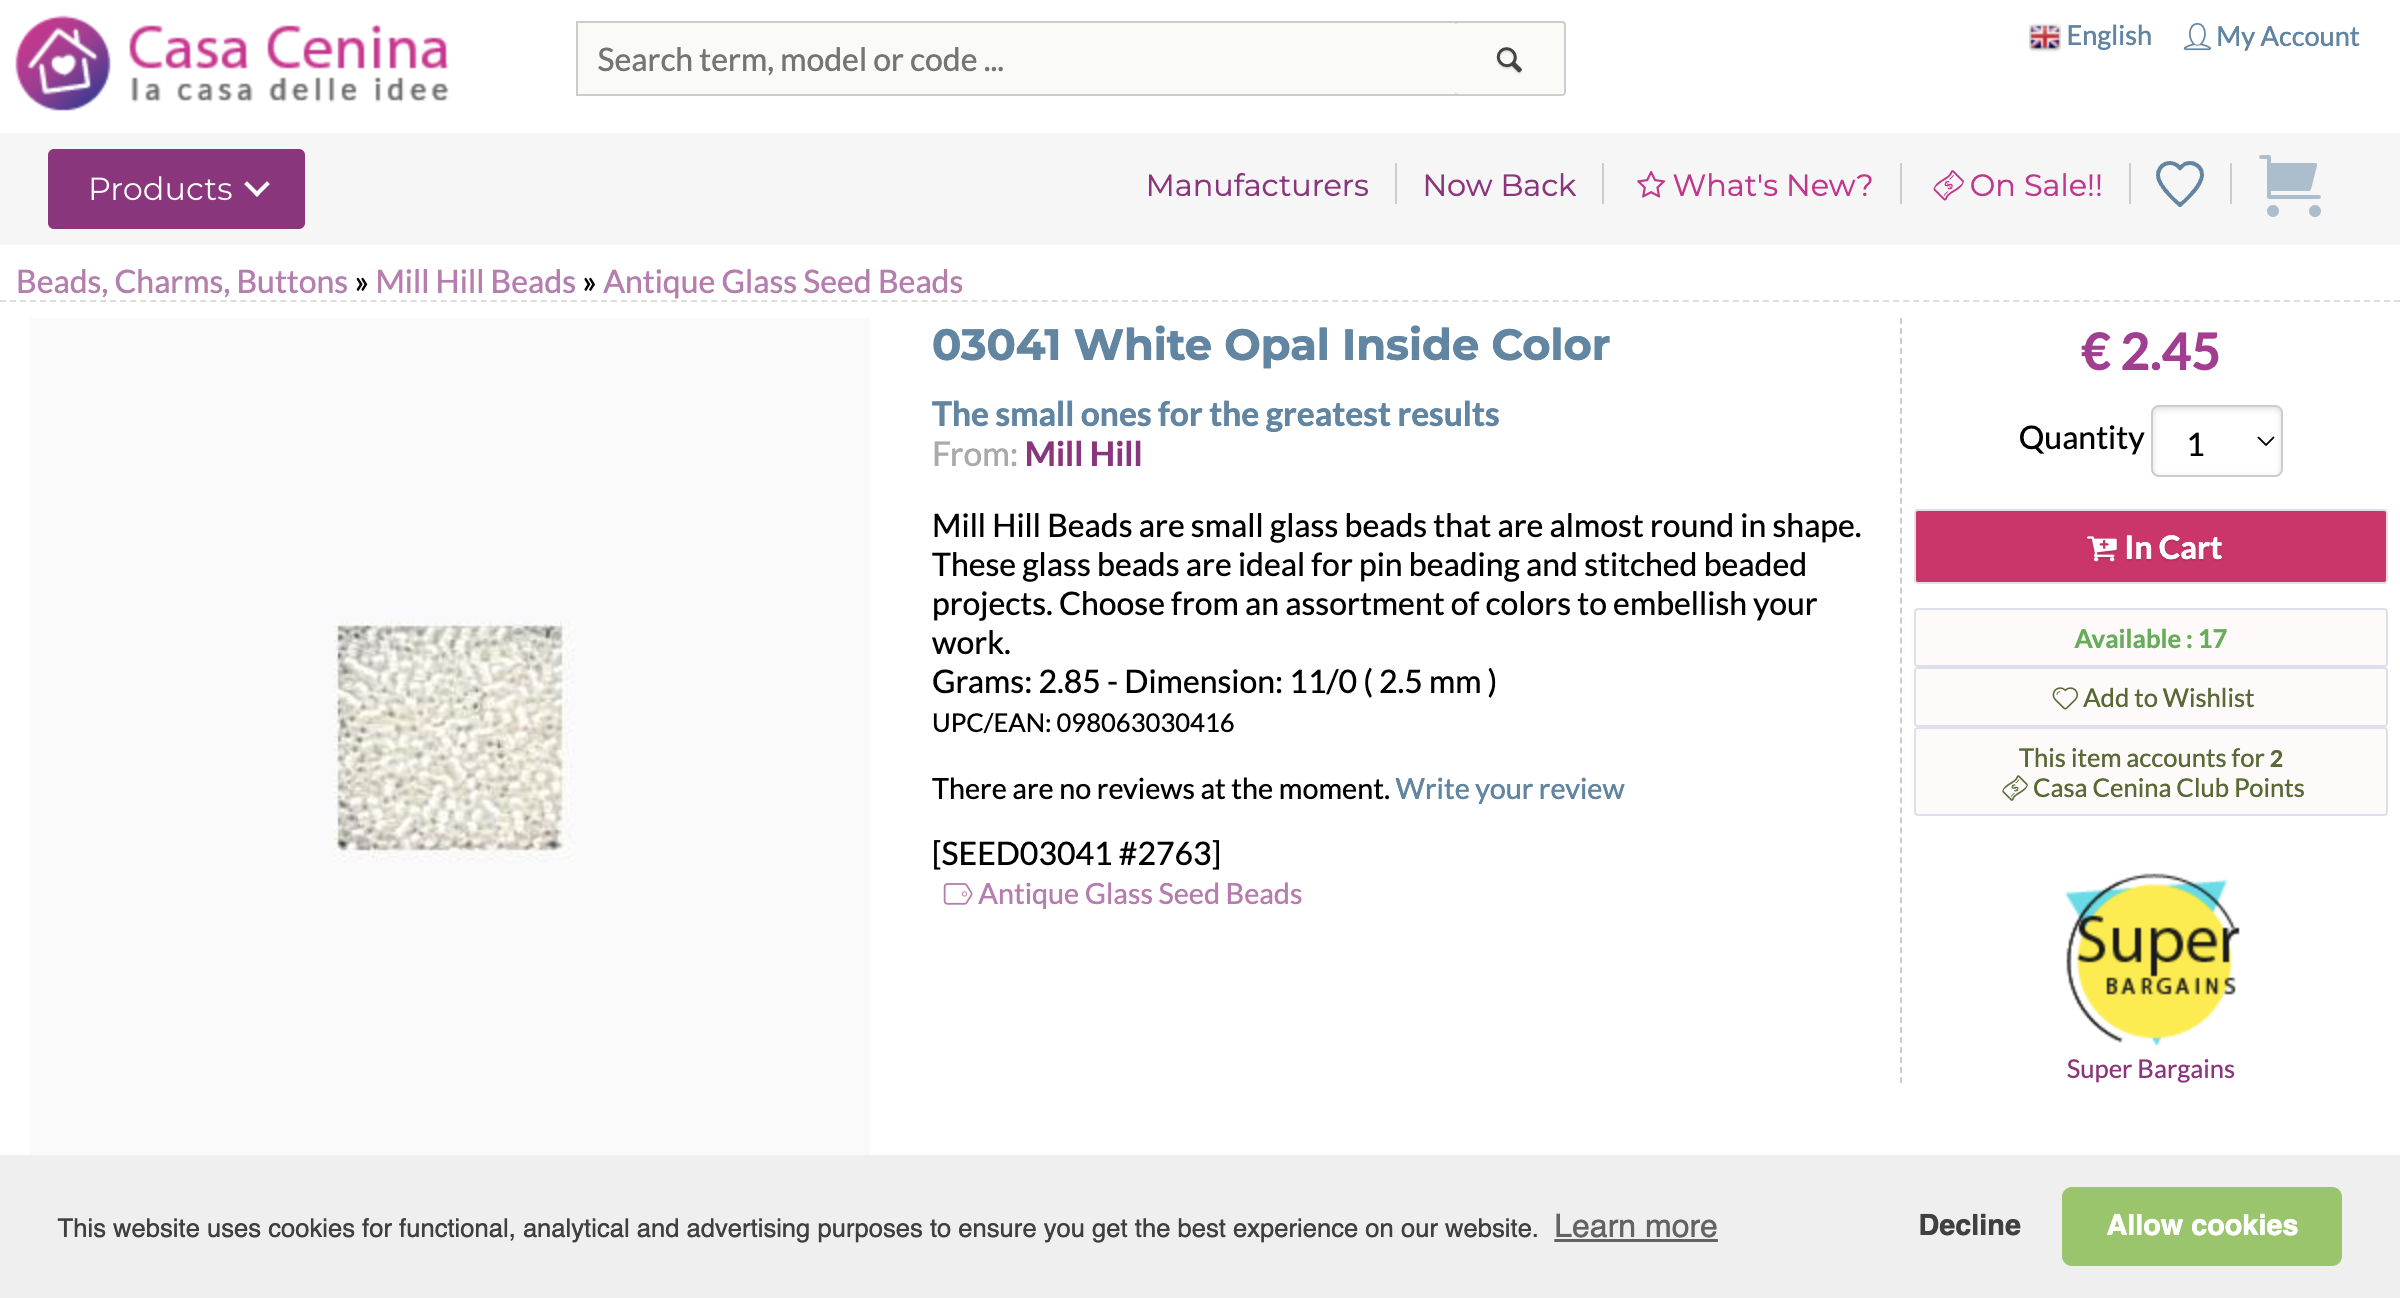 Casa Cenina
la casa delle idee
Search term, model or code ...
English
My Account
Products
Manufacturers
Now Back
What's New?
On Sale!!
Beads, Charms, Buttons » Mill Hill Beads » Antique Glass Seed Beads
03041 White Opal Inside Color
The small ones for the greatest results
From: Mill Hill
Mill Hill Beads are small glass beads that are almost round in shape.
These glass beads are ideal for pin beading and stitched beaded
projects. Choose from an assortment of colors to embellish your
work.
Grams: 2.85 - Dimension: 11/0 ( 2.5 mm )
UPC/EAN: 098063030416
There are no reviews at the moment. Write your review
[SEED03041 #2763]
Antique Glass Seed Beads
€ 2.45
Quantity 1
In Cart
Available : 17
Add to Wishlist
This item accounts for 2
Casa Cenina Club Points
Super
BARGAINS
Super Bargains
This website uses cookies for functional, analytical and advertising purposes to ensure you get the best experience on our website. Learn more
Decline
Allow cookies